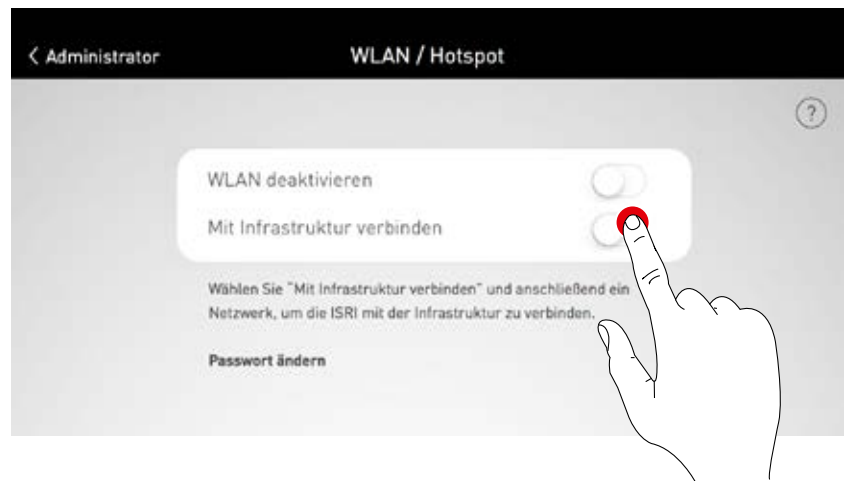 < Administrator
WLAN / Hotspot
?
WLAN deaktivieren
Mit Infrastruktur verbinden
Wählen Sie "Mit Infrastruktur verbinden" und anschließend ein
Netzwerk, um die ISRI mit der Infrastruktur zu verbinden.
Passwort ändern